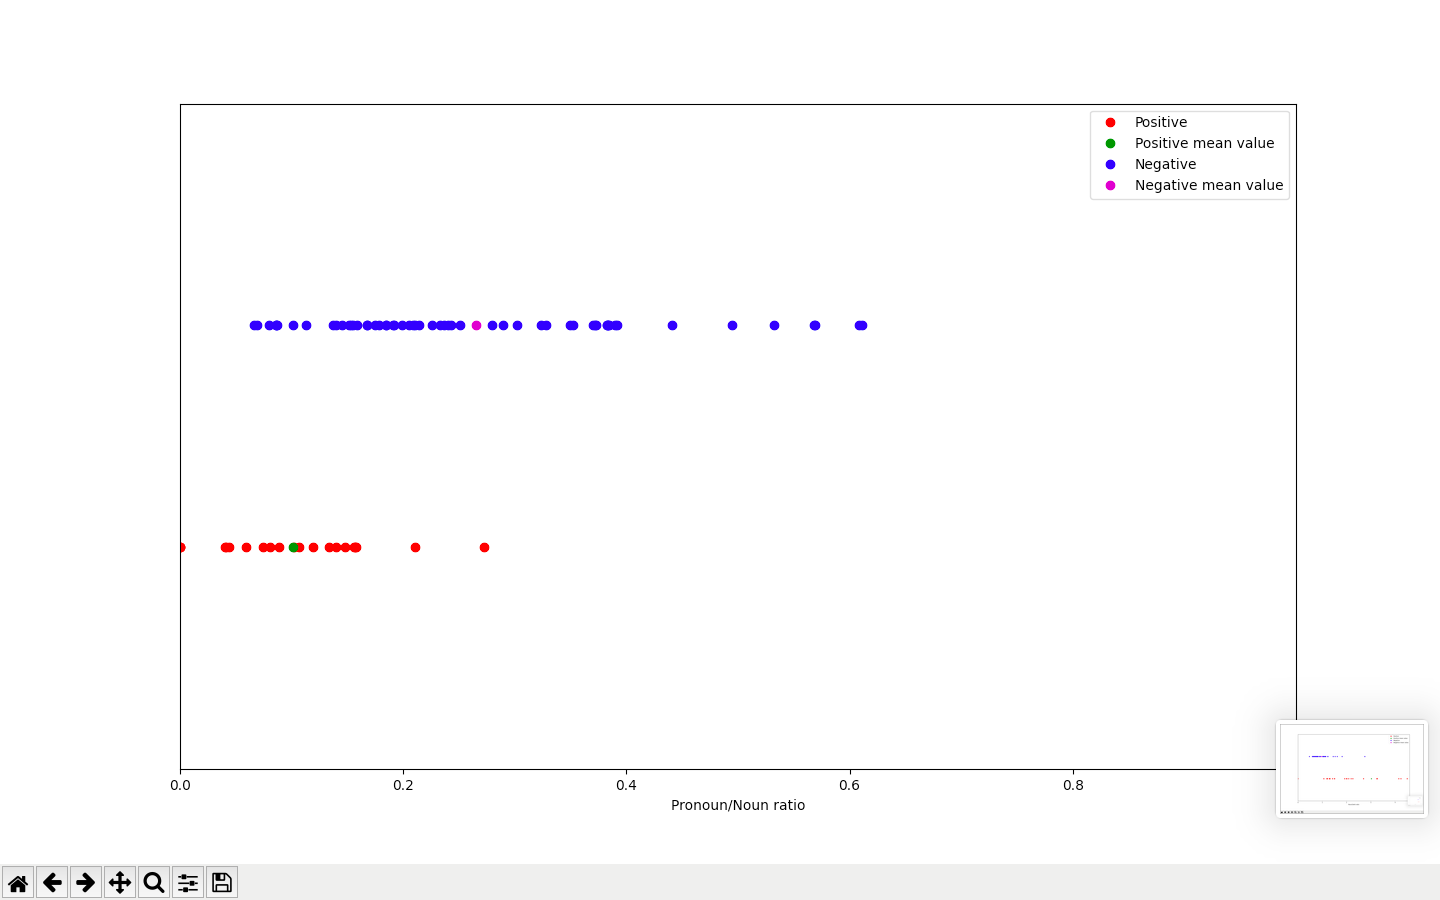 Positive
Positive mean value
Negative
Negative mean value
0.0 0.2 0.4 0.6 0.8
Pronoun/Noun ratio